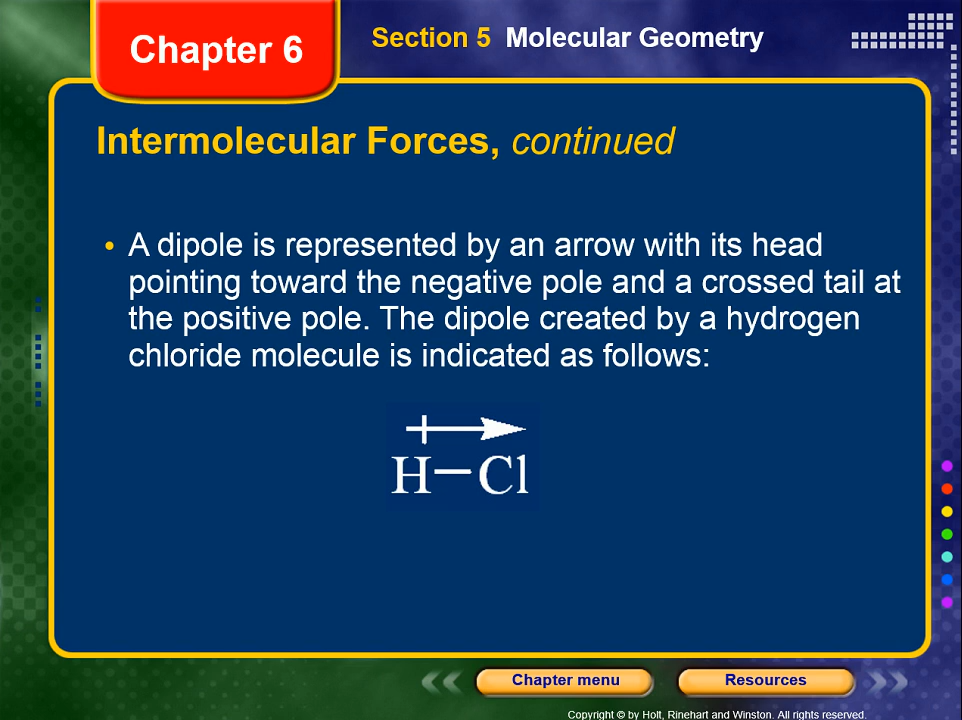 Chapter 6
Section 5 Molecular Geometry
Intermolecular Forces, continued
• A dipole is represented by an arrow with its head
pointing toward the negative pole and a crossed tail at
the positive pole. The dipole created by a hydrogen
chloride molecule is indicated as follows:
H–Cl
Chapter menu
Resources
Copyright © by Holt, Rinehart and Winston. All rights reserved.